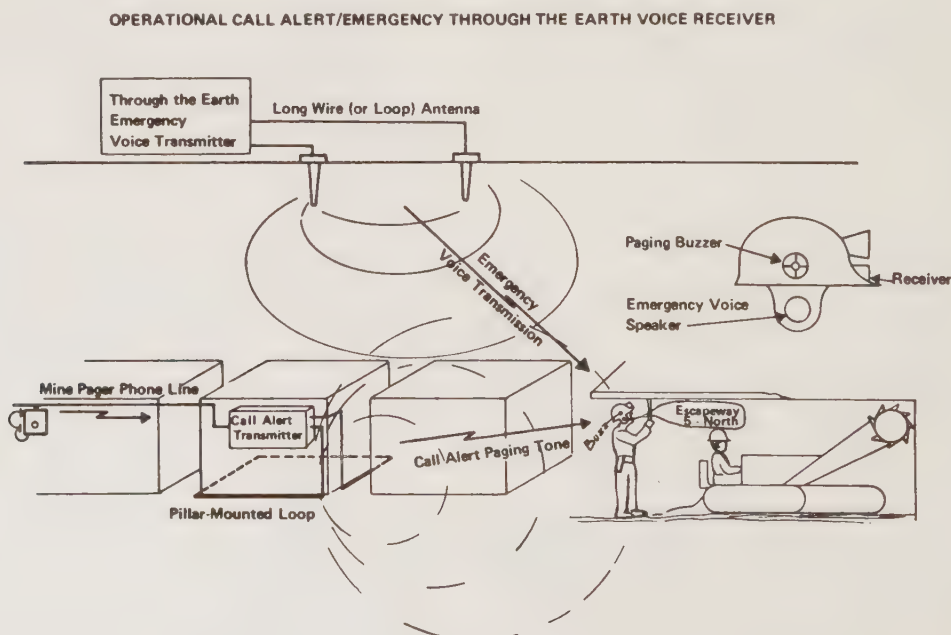 OPERATIONAL CALL ALERT/EMERGENCY THROUGH THE EARTH VOICE RECEIVER
Through the Earth
Emergency
Voice Transmitter
Long Wire (or Loop) Antenna
Emergency
Voice Transmission
Paging Buzzer
Receiver
Emergency Voice
Speaker
Mine Pager Phone Line
Call Alert
Transmitter
Pillar-Mounted Loop
Call Alert Paging Tone
Escapeway
5 - North